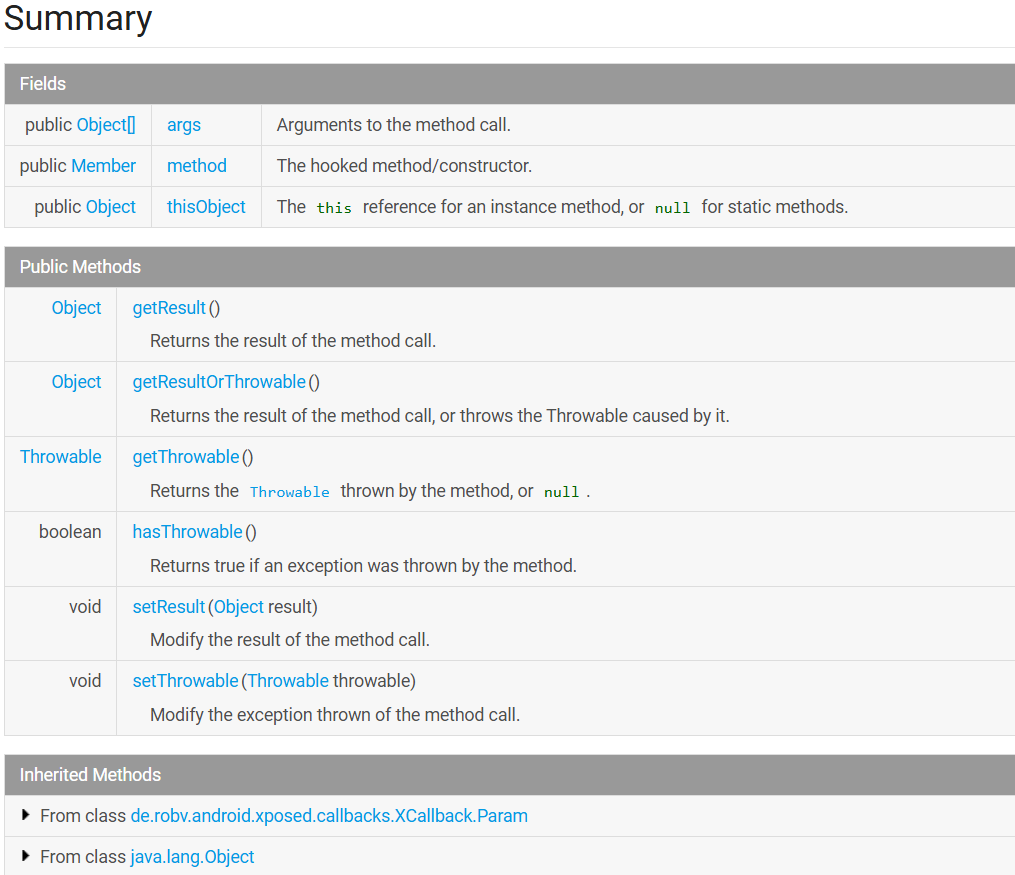 Summary
Fields
public Object[] args Arguments to the method call.
public Member method The hooked method/constructor.
public Object thisObject The this reference for an instance method, or null for static methods.
Public Methods
Object getResult()
Returns the result of the method call.
Object getResultOrThrowable()
Returns the result of the method call, or throws the Throwable caused by it.
Throwable getThrowable()
Returns the Throwable thrown by the method, or null .
boolean hasThrowable()
Returns true if an exception was thrown by the method.
void setResult(Object result)
Modify the result of the method call.
void setThrowable(Throwable throwable)
Modify the exception thrown of the method call.
Inherited Methods
From class de.robv.android.xposed.callbacks.XCallback.Param
From class java.lang.Object